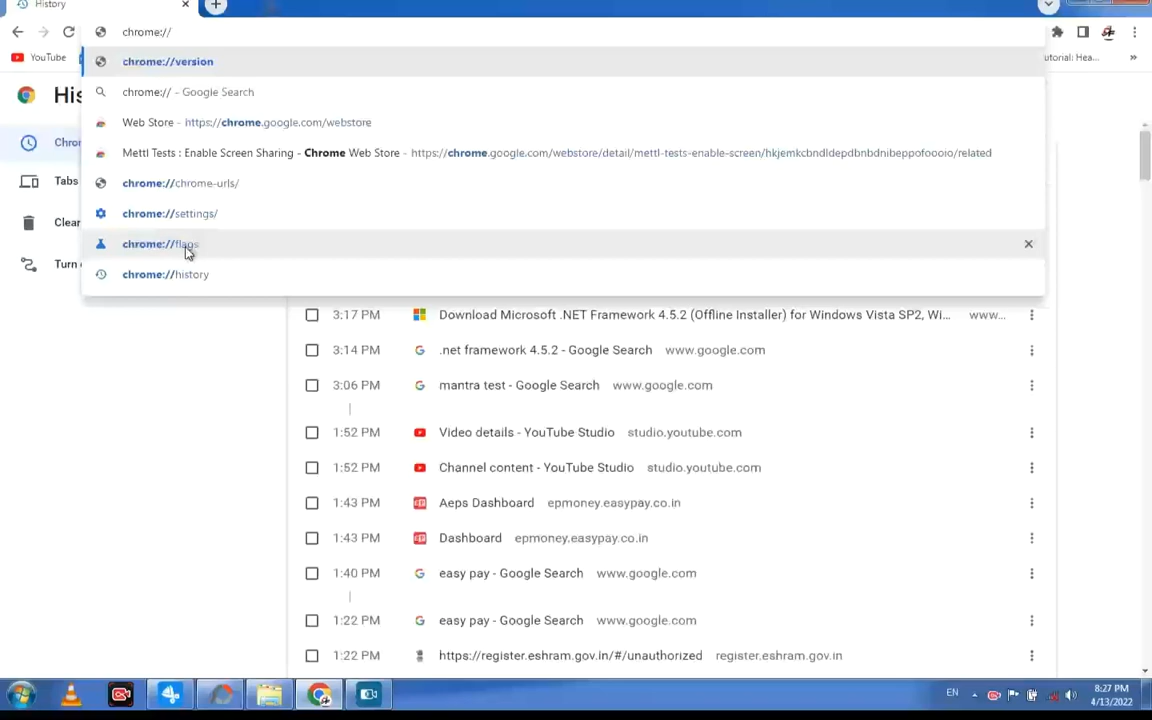 History
chrome://
YouTube
utorial: Hea...
»
chrome://version
chrome:// - Google Search
Web Store - https://chrome.google.com/webstore
Mettl Tests : Enable Screen Sharing - Chrome Web Store - https://chrome.google.com/webstore/detail/mettl-tests-enable-screen/hkjemkcbndldepdbnbdnibeppofoooio/related
chrome://chrome-urls/
chrome://settings/
chrome://flags
chrome://history
His
Chro
Tabs
Clea
Turn
3:17 PM Download Microsoft .NET Framework 4.5.2 (Offline Installer) for Windows Vista SP2, Wi... www...
3:14 PM .net framework 4.5.2 - Google Search www.google.com
3:06 PM mantra test - Google Search www.google.com
1:52 PM Video details - YouTube Studio studio.youtube.com
1:52 PM Channel content - YouTube Studio studio.youtube.com
1:43 PM Aeps Dashboard epmoney.easypay.co.in
1:43 PM Dashboard epmoney.easypay.co.in
1:40 PM easy pay - Google Search www.google.com
1:22 PM easy pay - Google Search www.google.com
1:22 PM https://register.eshram.gov.in/#/unauthorized register.eshram.gov.in
EN
8:27 PM
4/13/2022